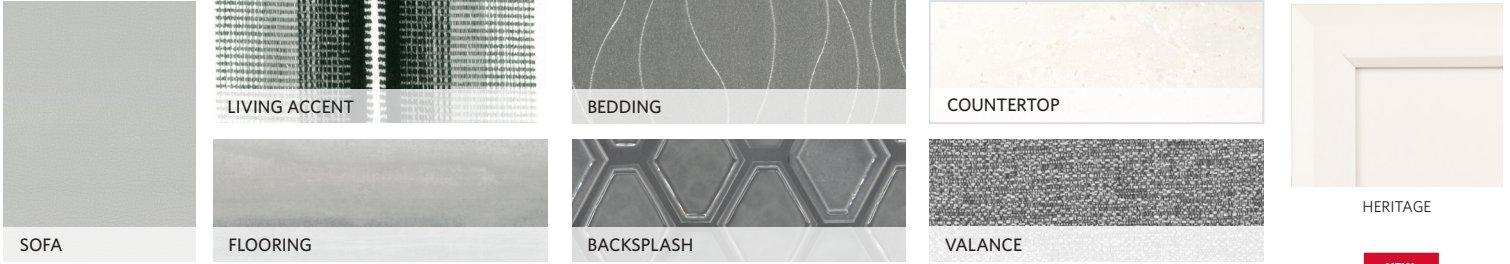 LIVING ACCENT
BEDDING
COUNTERTOP
HERITAGE
SOFA
FLOORING
BACKSPLASH
VALANCE